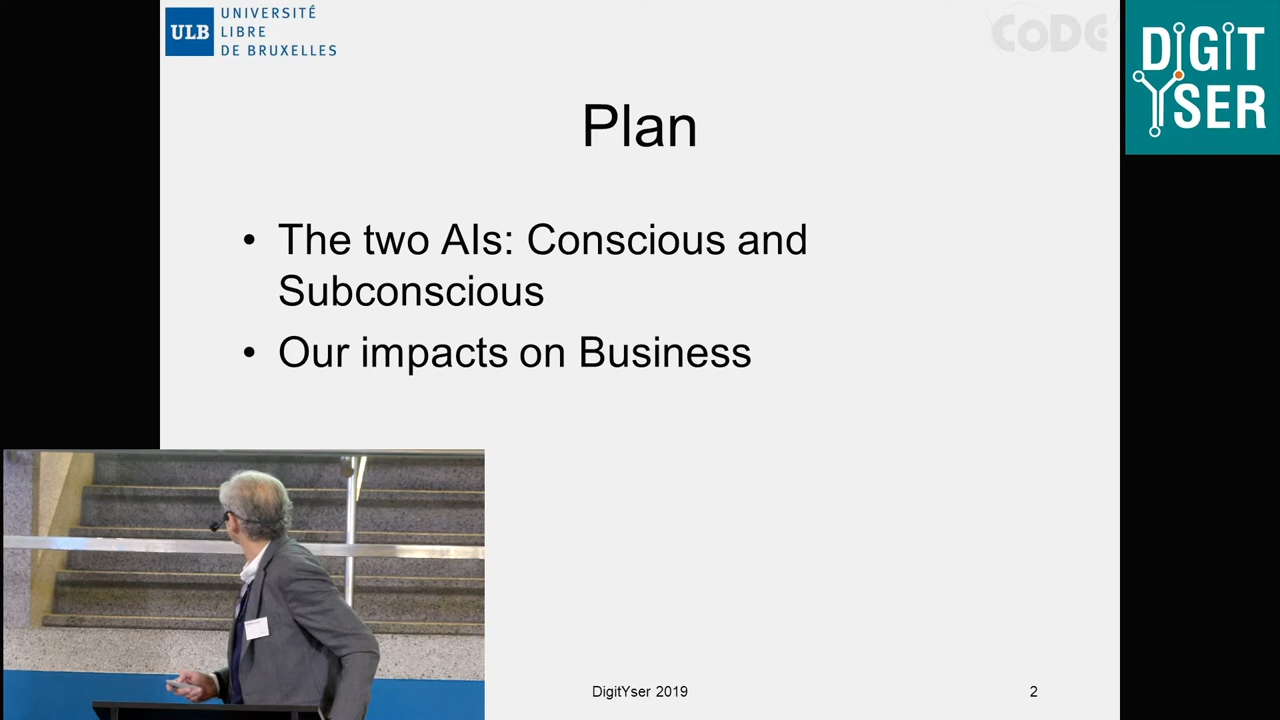 ULB
UNIVERSITÉ
LIBRE
DE BRUXELLES
CODE
DIGIT
YSER
Plan
• The two AIs: Conscious and
Subconscious
• Our impacts on Business
DigitYser 2019
2